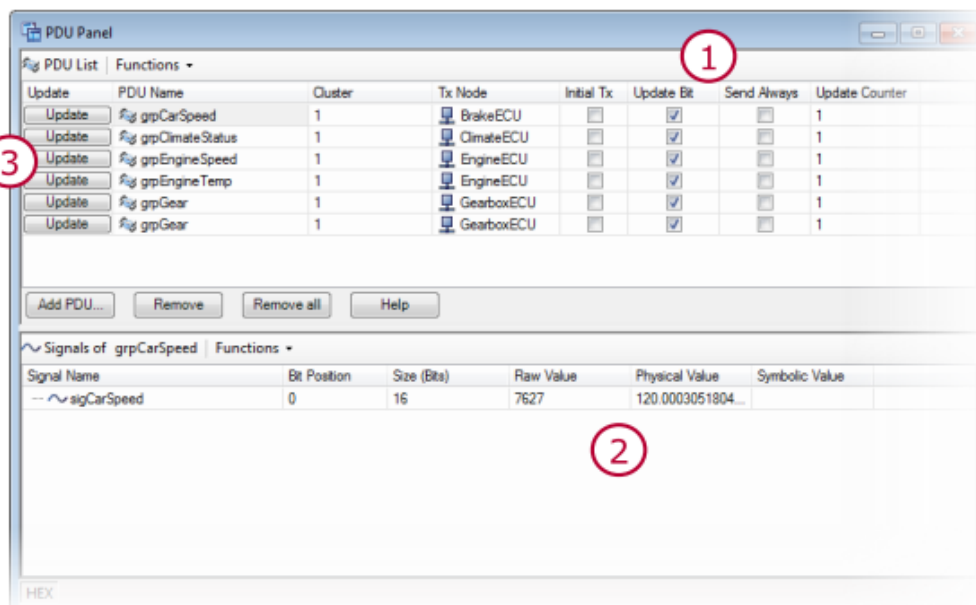 PDU Panel
1
PDU List Functions
Update PDU Name Cluster Tx Node Initial Tx Update Bit Send Always Update Counter
Update grpCarSpeed 1 BrakeECU 1
Update grpClimateStatus 1 ClimateECU 1
3
Update grpEngineSpeed 1 EngineECU 1
Update grpEngineTemp 1 EngineECU 1
Update grpGear 1 GearboxECU 1
Update grpGear 1 GearboxECU 1
Add PDU... Remove Remove all Help
Signals of grpCarSpeed Functions
Signal Name Bit Position Size (Bits) Raw Value Physical Value Symbolic Value
sigCarSpeed 0 16 7627 120.0003051804...
2
HEX